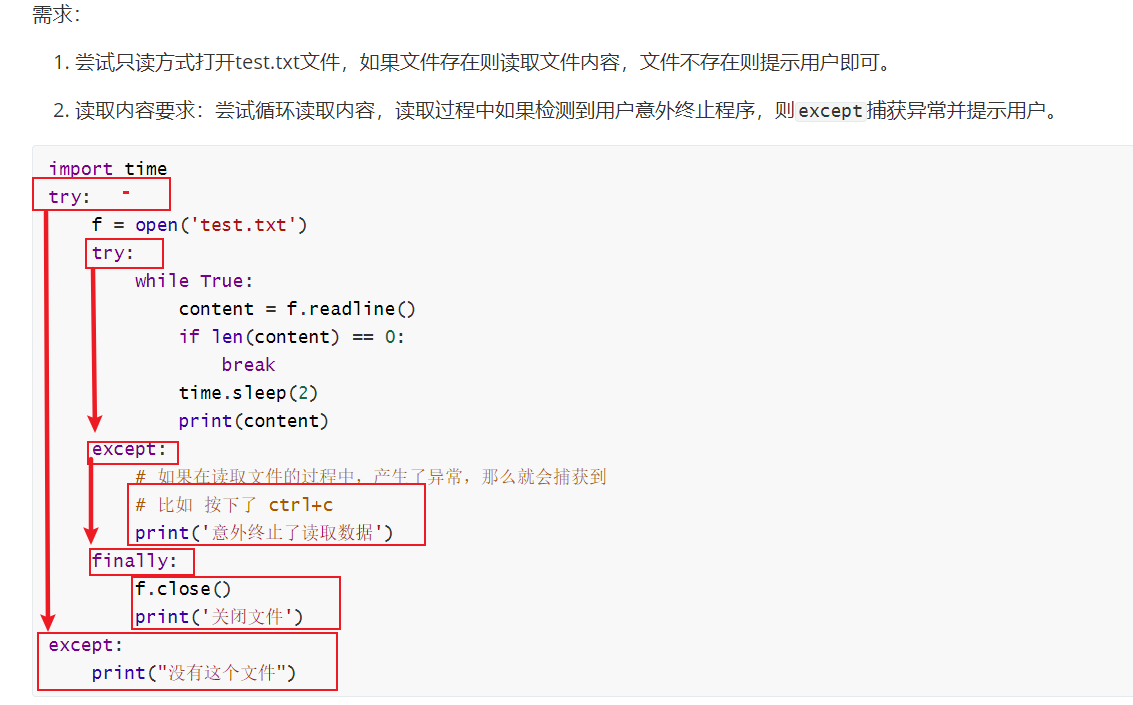 需求：
1. 尝试只读方式打开test.txt文件，如果文件存在则读取文件内容，文件不存在则提示用户即可。
2. 读取内容要求：尝试循环读取内容，读取过程中如果检测到用户意外终止程序，则except捕获异常并提示用户。
import time
try:
    f = open('test.txt')
    try:
        while True:
            content = f.readline()
            if len(content) == 0:
                break
            time.sleep(2)
            print(content)
    except:
        # 如果在读取文件的过程中，产生了异常，那么就会捕获到
        # 比如 按下了 ctrl+c
        print('意外终止了读取数据')
    finally:
        f.close()
        print('关闭文件')
except:
    print("没有这个文件")